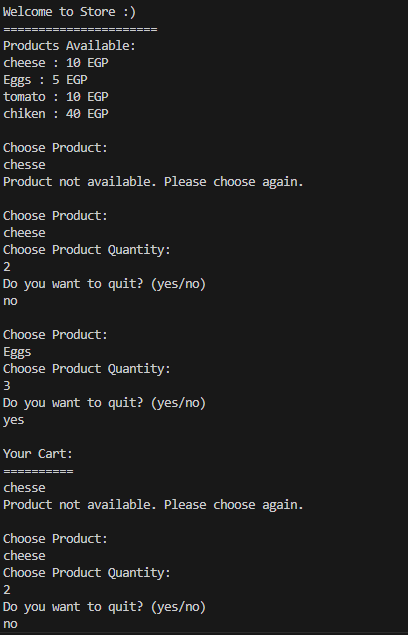 Welcome to Store :)
======================
Products Available:
cheese : 10 EGP
Eggs : 5 EGP
tomato : 10 EGP
chiken : 40 EGP
Choose Product:
chesse
Product not available. Please choose again.
Choose Product:
cheese
Choose Product Quantity:
2
Do you want to quit? (yes/no)
no
Choose Product:
Eggs
Choose Product Quantity:
3
Do you want to quit? (yes/no)
yes
Your Cart:
==========
chesse
Product not available. Please choose again.
Choose Product:
cheese
Choose Product Quantity:
2
Do you want to quit? (yes/no)
no